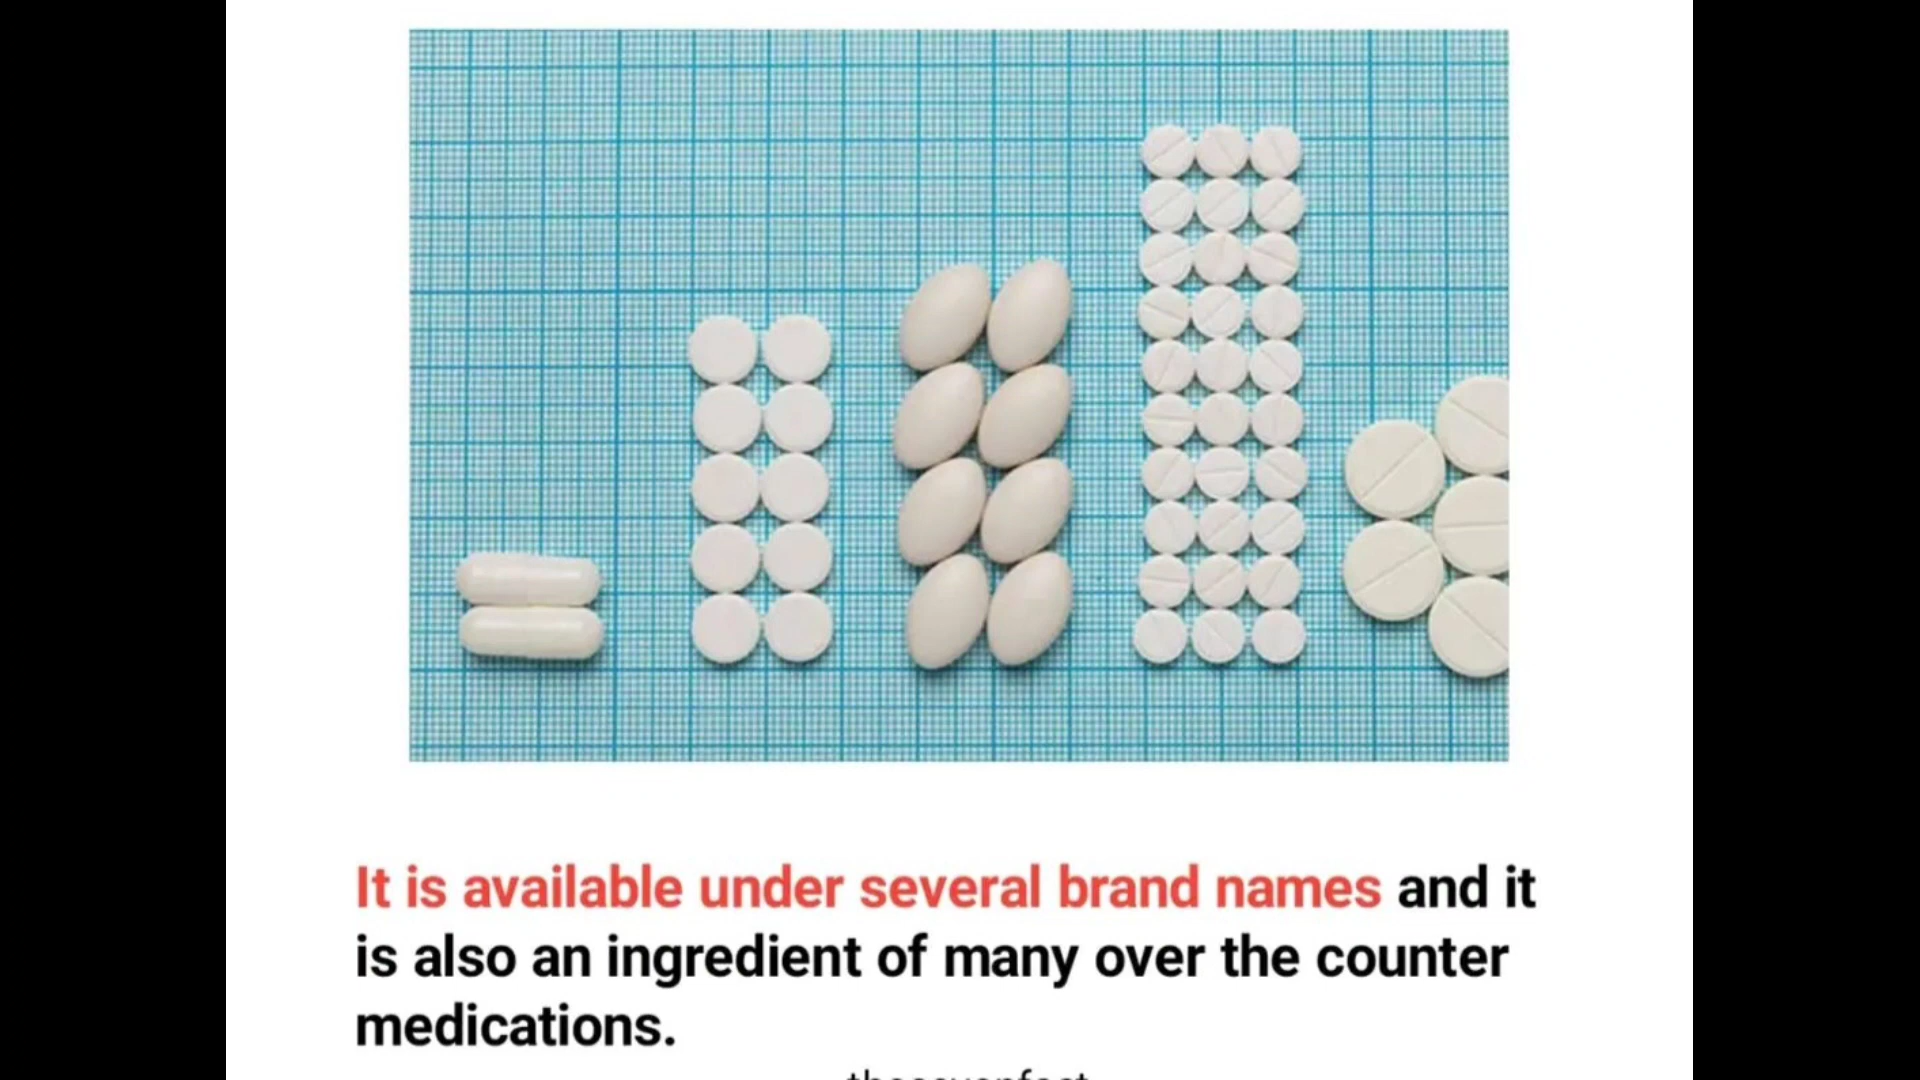 It is available under several brand names and it
is also an ingredient of many over the counter
medications.